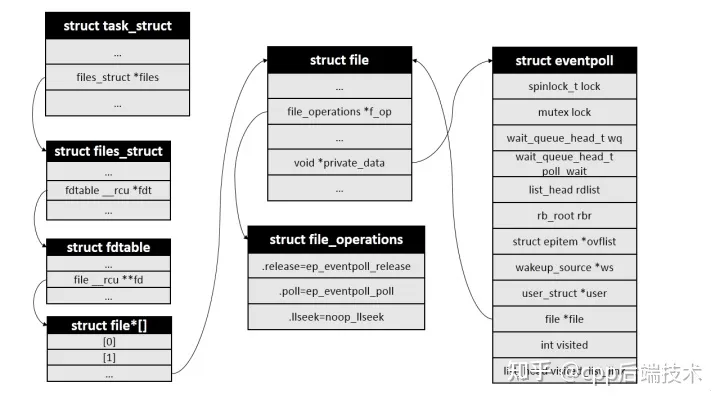 struct task_struct
...
files_struct *files
...
struct files_struct
...
fdtable __rcu *fdt
...
struct fdtable
...
file __rcu **fd
...
struct file*[]
[0]
[1]
...
struct file
...
file_operations *f_op
...
void *private_data
...
struct file_operations
.release=ep_eventpoll_release
.poll=ep_eventpoll_poll
.llseek=noop_llseek
struct eventpoll
spinlock_t lock
mutex lock
wait_queue_head_t wq
wait_queue_head_t
poll_wait
list_head rdlist
rb_root rbr
struct epitem *ovflist
wakeup_source *ws
user_struct *user
file *file
int visited
list_head visited_list_link
知乎 @cpp后端技术